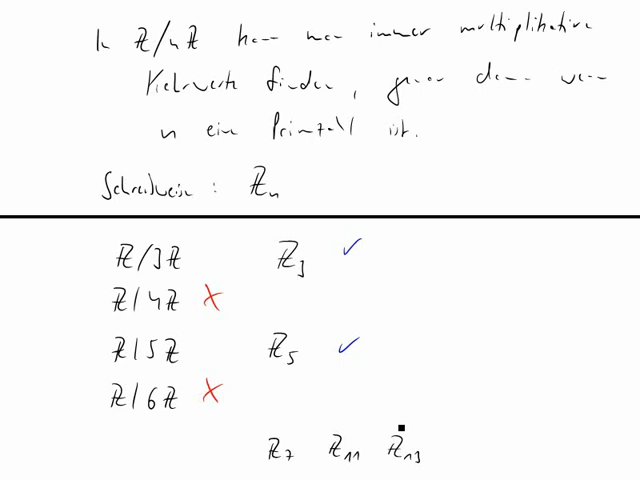 In ℤ/nℤ kann man immer multiplikative
Kehrwerte finden, genau dann wenn
n ein Primzahl ist.
Schreibweise : ℤₙ
ℤ/3ℤ ℤ₃ ✓
ℤ/4ℤ ✗
ℤ/5ℤ ℤ₅ ✓
ℤ/6ℤ ✗
ℤ₇ ℤ₁₁ ℤ₁₃